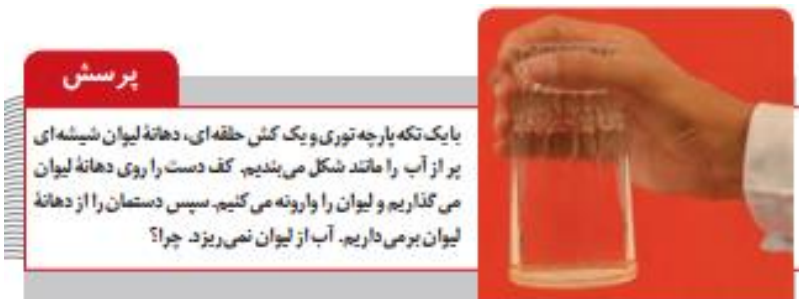 پرسش
با یک تکه پارچه توری و یک کش حلقه‌ای، دهانهٔ لیوان شیشه‌ای
پر از آب را مانند شکل می‌بندیم. کف دست را روی دهانهٔ لیوان
می‌گذاریم و لیوان را وارونه می‌کنیم. سپس دستمان را از دهانهٔ
لیوان برمی‌داریم. آب از لیوان نمی‌ریزد. چرا؟